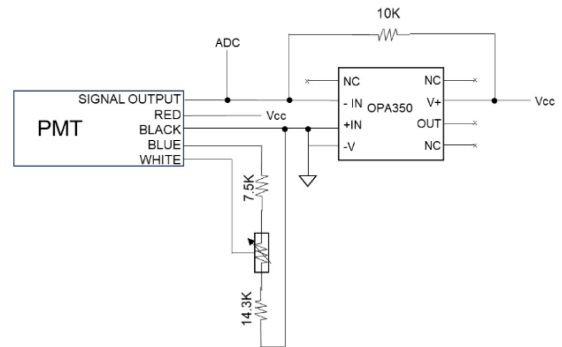 10K
ADC
NC
NC
SIGNAL OUTPUT
- IN
OPA350
V+
Vcc
RED
Vcc
PMT
BLACK
+IN
OUT
BLUE
-V
NC
WHITE
7.5K
14.3K